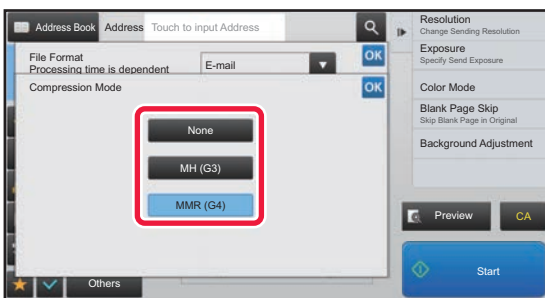 Address Book
Address
Touch to input Address
File Format
Processing time is dependent
E-mail
OK
Compression Mode
OK
None
MH (G3)
MMR (G4)
Others
Resolution
Change Sending Resolution
Exposure
Specify Send Exposure
Color Mode
Blank Page Skip
Skip Blank Page in Original
Background Adjustment
Preview
CA
Start